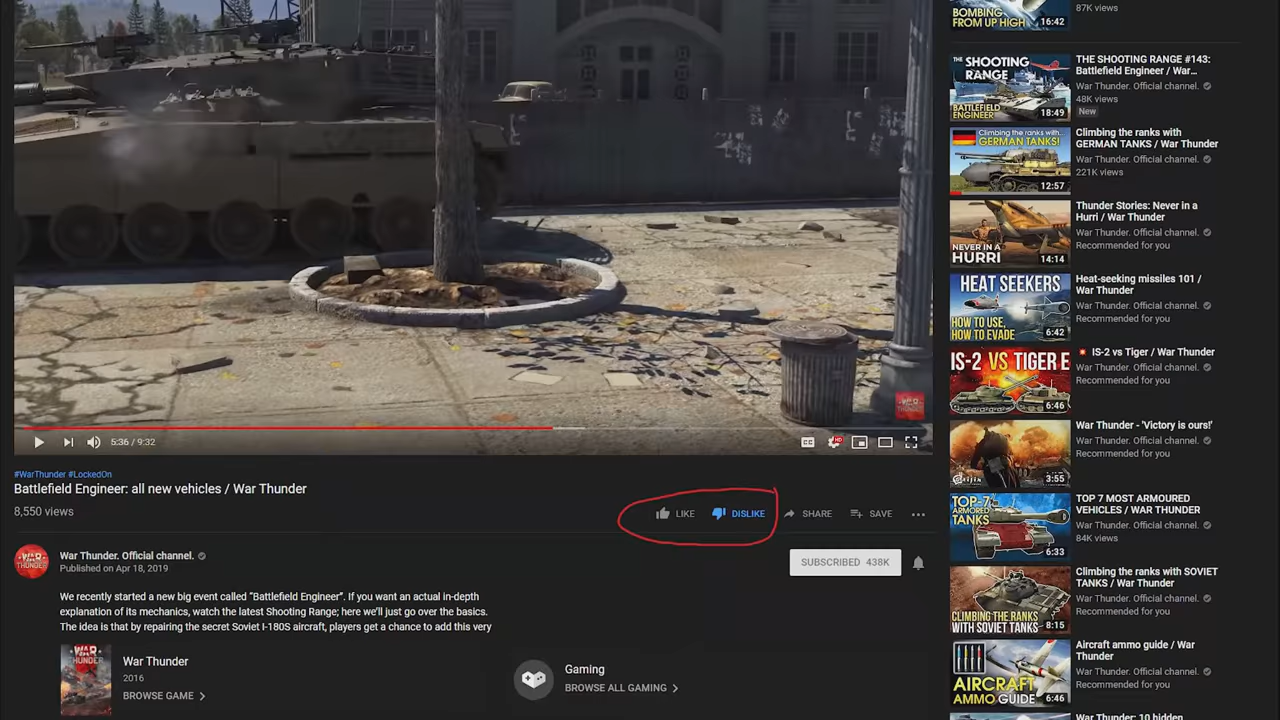 5:36 / 9:32
CC
HD
WAR
THUNDER
#WarThunder #LockedOn
Battlefield Engineer: all new vehicles / War Thunder
8,550 views
LIKE
DISLIKE
SHARE
SAVE
WAR
THUNDER
War Thunder. Official channel.
Published on Apr 18, 2019
SUBSCRIBED 438K
We recently started a new big event called "Battlefield Engineer". If you want an actual in-depth
explanation of its mechanics, watch the latest Shooting Range; here we'll just go over the basics.
The idea is that by repairing the secret Soviet I-180S aircraft, players get a chance to add this very
WAR
THUNDER
War Thunder
2016
BROWSE GAME
Gaming
BROWSE ALL GAMING
BOMBING
FROM UP HIGH
16:42
87K views
THE SHOOTING
RANGE
BATTLEFIELD
ENGINEER
18:49
THE SHOOTING RANGE #143:
Battlefield Engineer / War...
War Thunder. Official channel.
48K views
New
Climbing the ranks with...
GERMAN TANKS!
12:57
Climbing the ranks with
GERMAN TANKS / War Thunder
War Thunder. Official channel.
221K views
NEVER IN A
HURRI
14:14
Thunder Stories: Never in a
Hurri / War Thunder
War Thunder. Official channel.
Recommended for you
HEAT SEEKERS
HOW TO USE,
HOW TO EVADE
6:42
Heat-seeking missiles 101 /
War Thunder
War Thunder. Official channel.
Recommended for you
IS-2 VS TIGER E
6:46
IS-2 vs Tiger / War Thunder
Recommended for you
3:55
War Thunder - 'Victory is ours!'
War Thunder. Official channel.
Recommended for you
TOP-7
ARMORED
TANKS
6:33
TOP 7 MOST ARMOURED
VEHICLES / WAR THUNDER
War Thunder. Official channel.
84K views
CLIMBING THE RANKS
WITH SOVIET TANKS
8:15
Climbing the ranks with SOVIET
TANKS / War Thunder
War Thunder. Official channel.
Recommended for you
AIRCRAFT
AMMO GUIDE
6:46
Aircraft ammo guide / War
Thunder
War Thunder. Official channel.
Recommended for you
War Thunder: 10 hidden